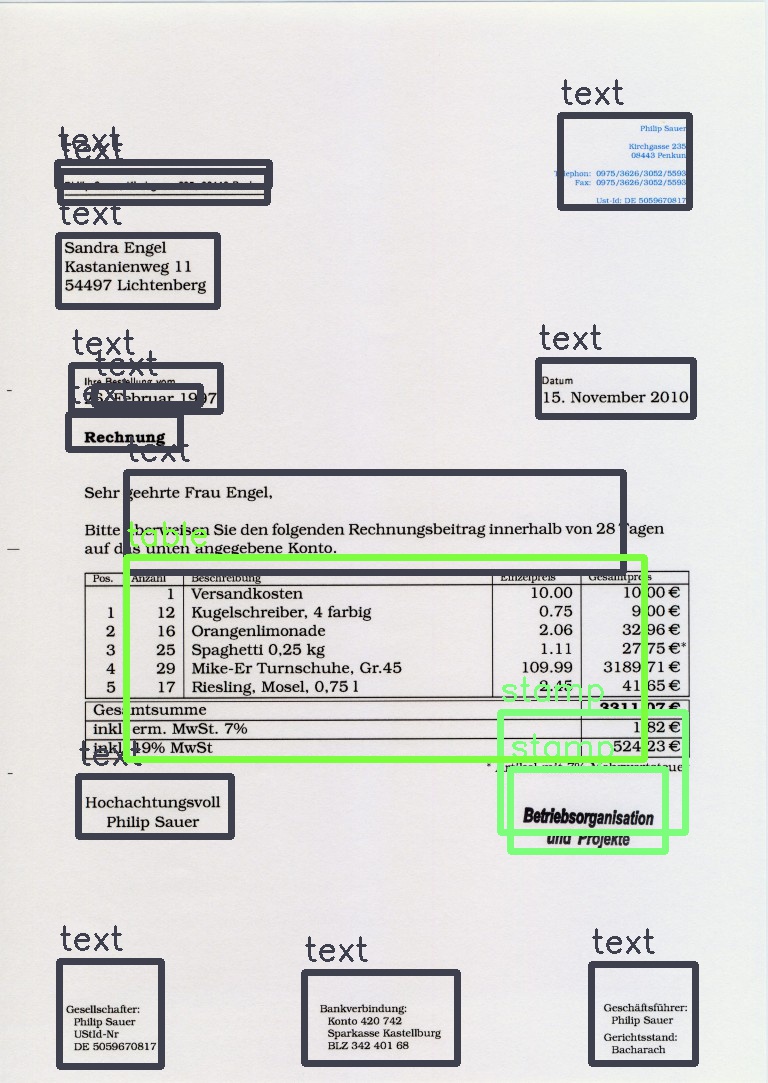 text
Philip Sauer
Kirchgasse 235
08443 Penkun
Telephon: 0975/3626/3052/5593
Fax: 0975/3626/3052/5593
Ust-Id: DE 5059670817
text
text
text
Sandra Engel
Kastanienweg 11
54497 Lichtenberg
text
Ihre Bestellung vom
text
26. Februar 1997
text
Datum
15. November 2010
text
Rechnung
text
Sehr geehrte Frau Engel,
Bitte überweisen Sie den folgenden Rechnungsbeitrag innerhalb von 28 Tagen
auf das unten angegebene Konto.
table
Pos. Anzahl Beschreibung Einzelpreis Gesamtpreis
1 Versandkosten 10.00 10.00 €
1 12 Kugelschreiber, 4 farbig 0.75 9.00 €
2 16 Orangenlimonade 2.06 32.96 €
3 25 Spaghetti 0,25 kg 1.11 27.75 €*
4 29 Mike-Er Turnschuhe, Gr.45 109.99 3189.71 €
5 17 Riesling, Mosel, 0,75 l 2.45 41.65 €
stamp
Gesamtsumme 3311.07 €
inkl. erm. MwSt. 7% 1.82 €
inkl. 19% MwSt 524.23 €
stamp
* Artikel mit 7% Mehrwertsteuer
text
Hochachtungsvoll
Philip Sauer
Betriebsorganisation
und Projekte
text
Gesellschafter:
Philip Sauer
UStId-Nr
DE 5059670817
text
Bankverbindung:
Konto 420 742
Sparkasse Kastellburg
BLZ 342 401 68
text
Geschäftsführer:
Philip Sauer
Gerichtsstand:
Bacharach